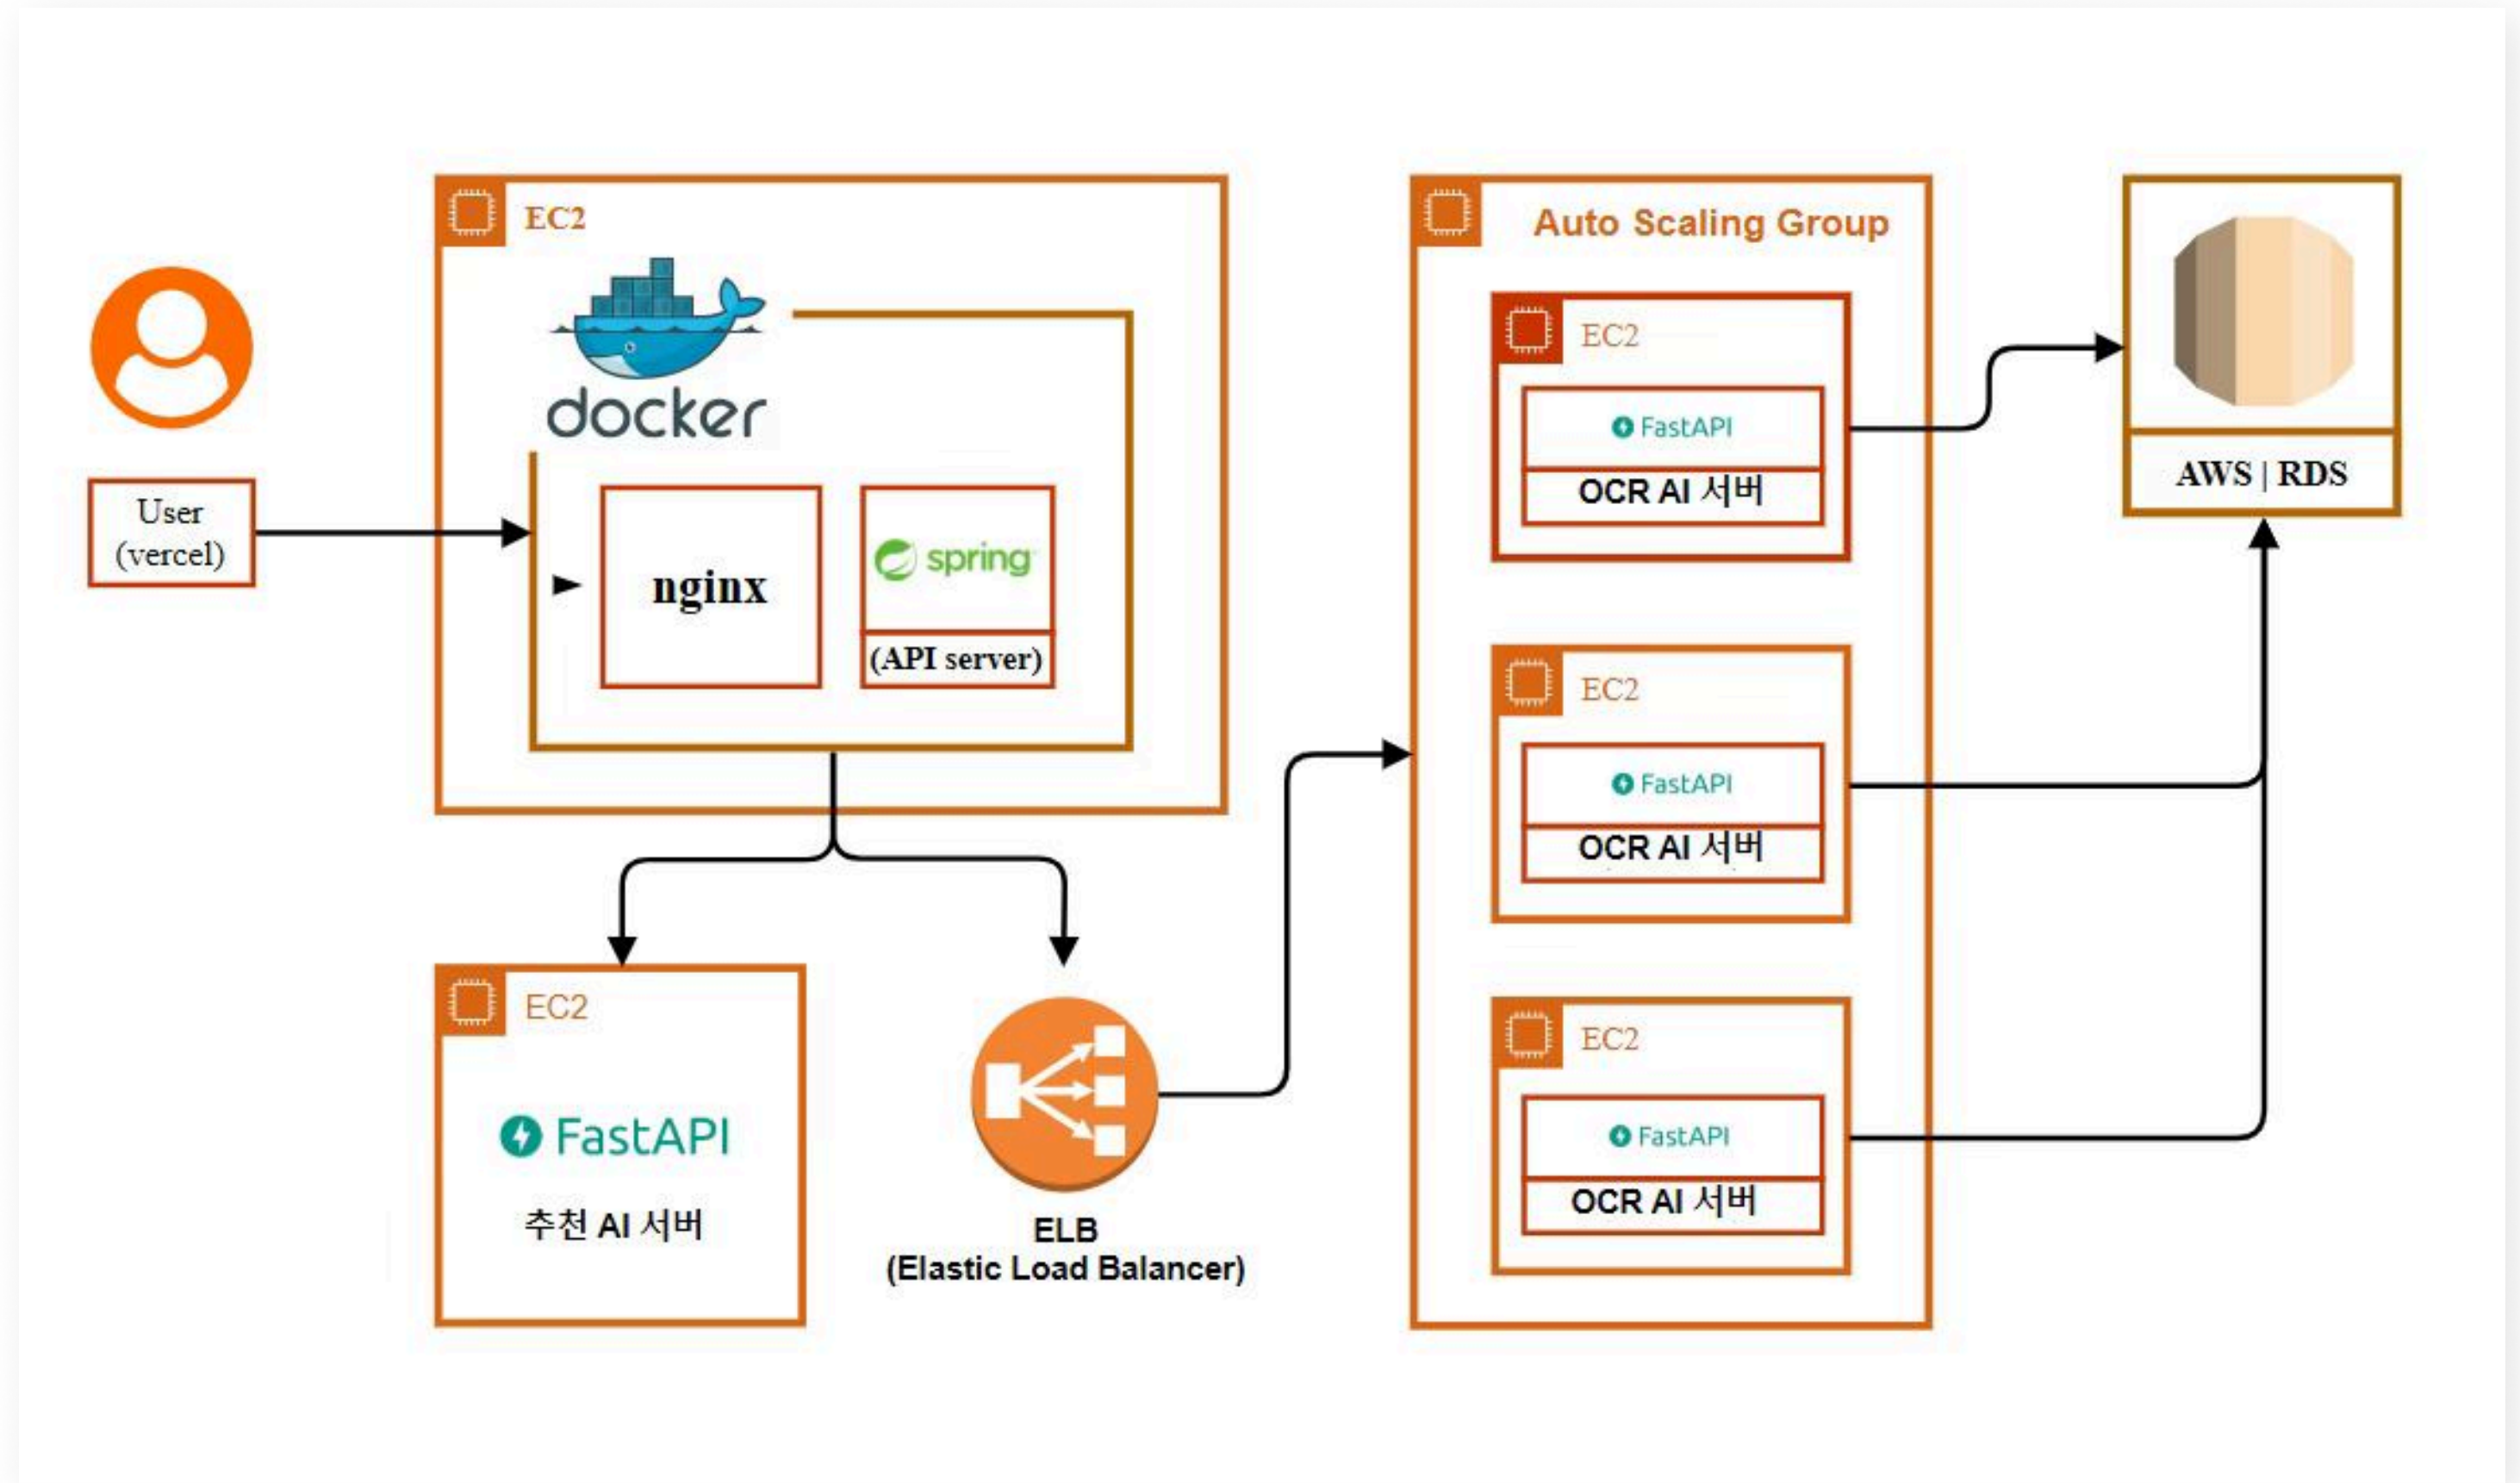 EC2
docker
User
(vercel)
nginx
spring
(API server)
EC2
FastAPI
추천 AI 서버
ELB
(Elastic Load Balancer)
Auto Scaling Group
EC2
FastAPI
OCR AI 서버
EC2
FastAPI
OCR AI 서버
EC2
FastAPI
OCR AI 서버
AWS | RDS